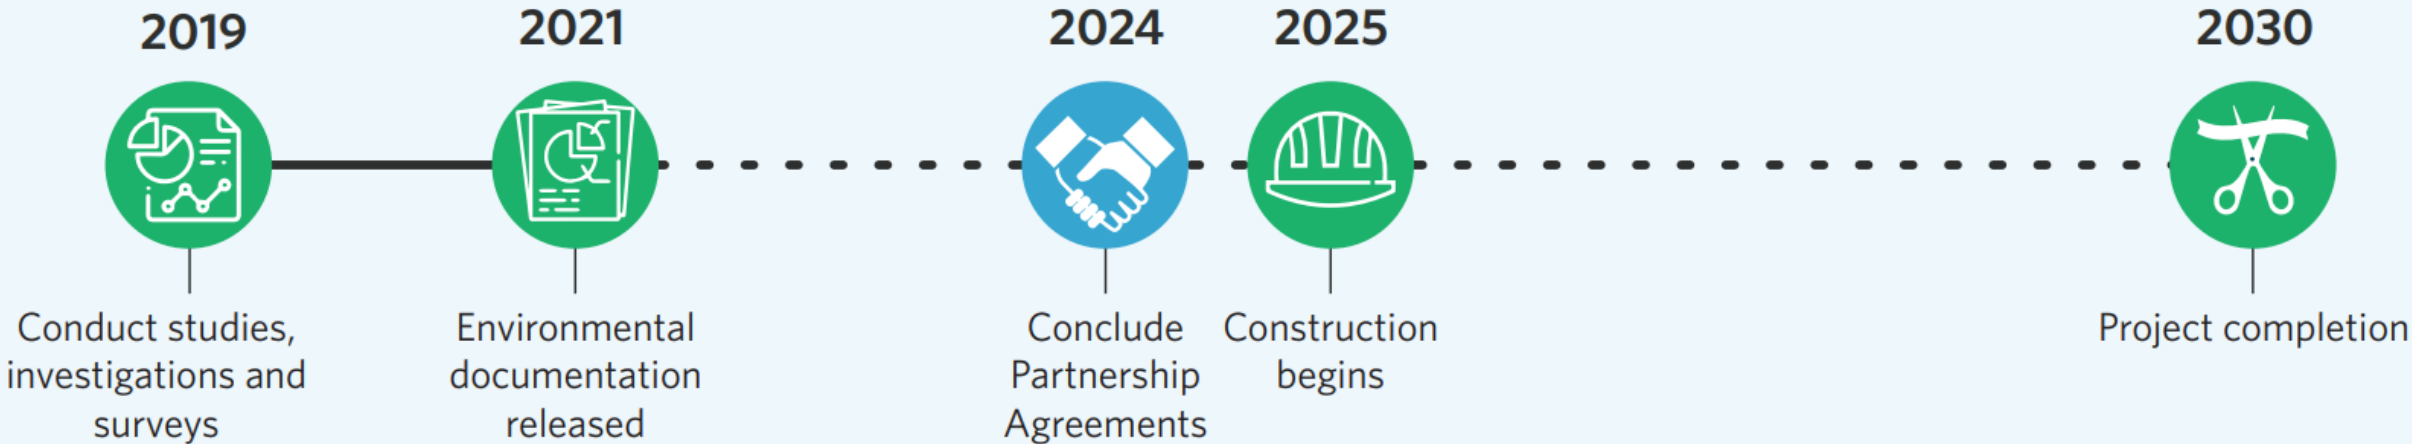 2019
Conduct studies,
investigations and
surveys
2021
Environmental
documentation
released
2024
Conclude
Partnership
Agreements
2025
Construction
begins
2030
Project completion